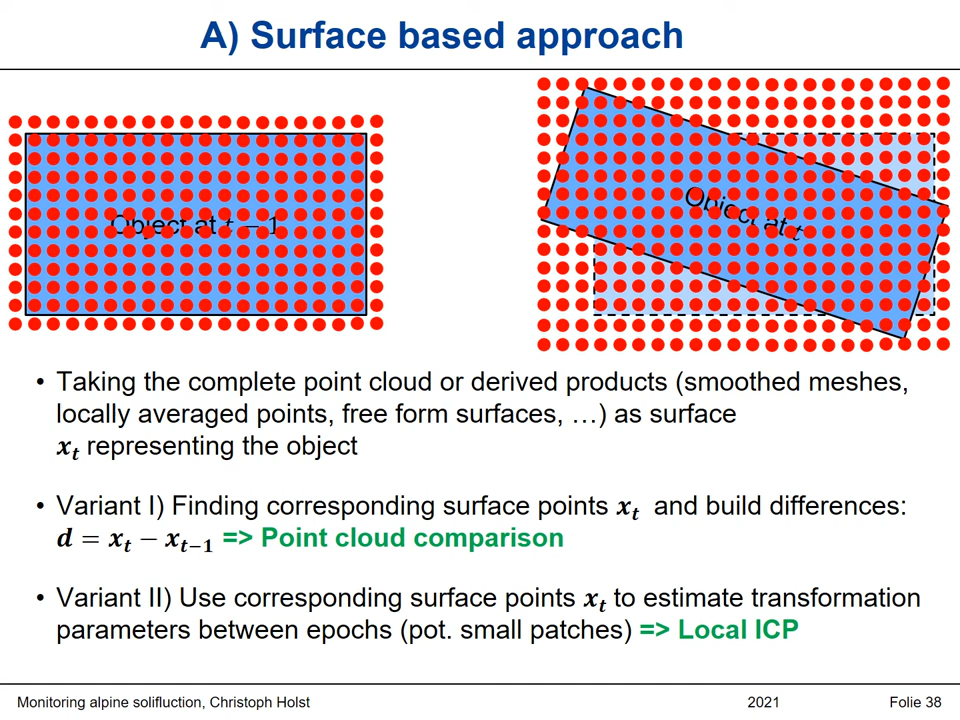 A) Surface based approach
Object at t − 1
Object at t
• Taking the complete point cloud or derived products (smoothed meshes,
locally averaged points, free form surfaces, …) as surface
xₜ representing the object
• Variant I) Finding corresponding surface points xₜ and build differences:
d = xₜ − xₜ₋₁ => Point cloud comparison
• Variant II) Use corresponding surface points xₜ to estimate transformation
parameters between epochs (pot. small patches) => Local ICP
Monitoring alpine solifluction, Christoph Holst 2021 Folie 38